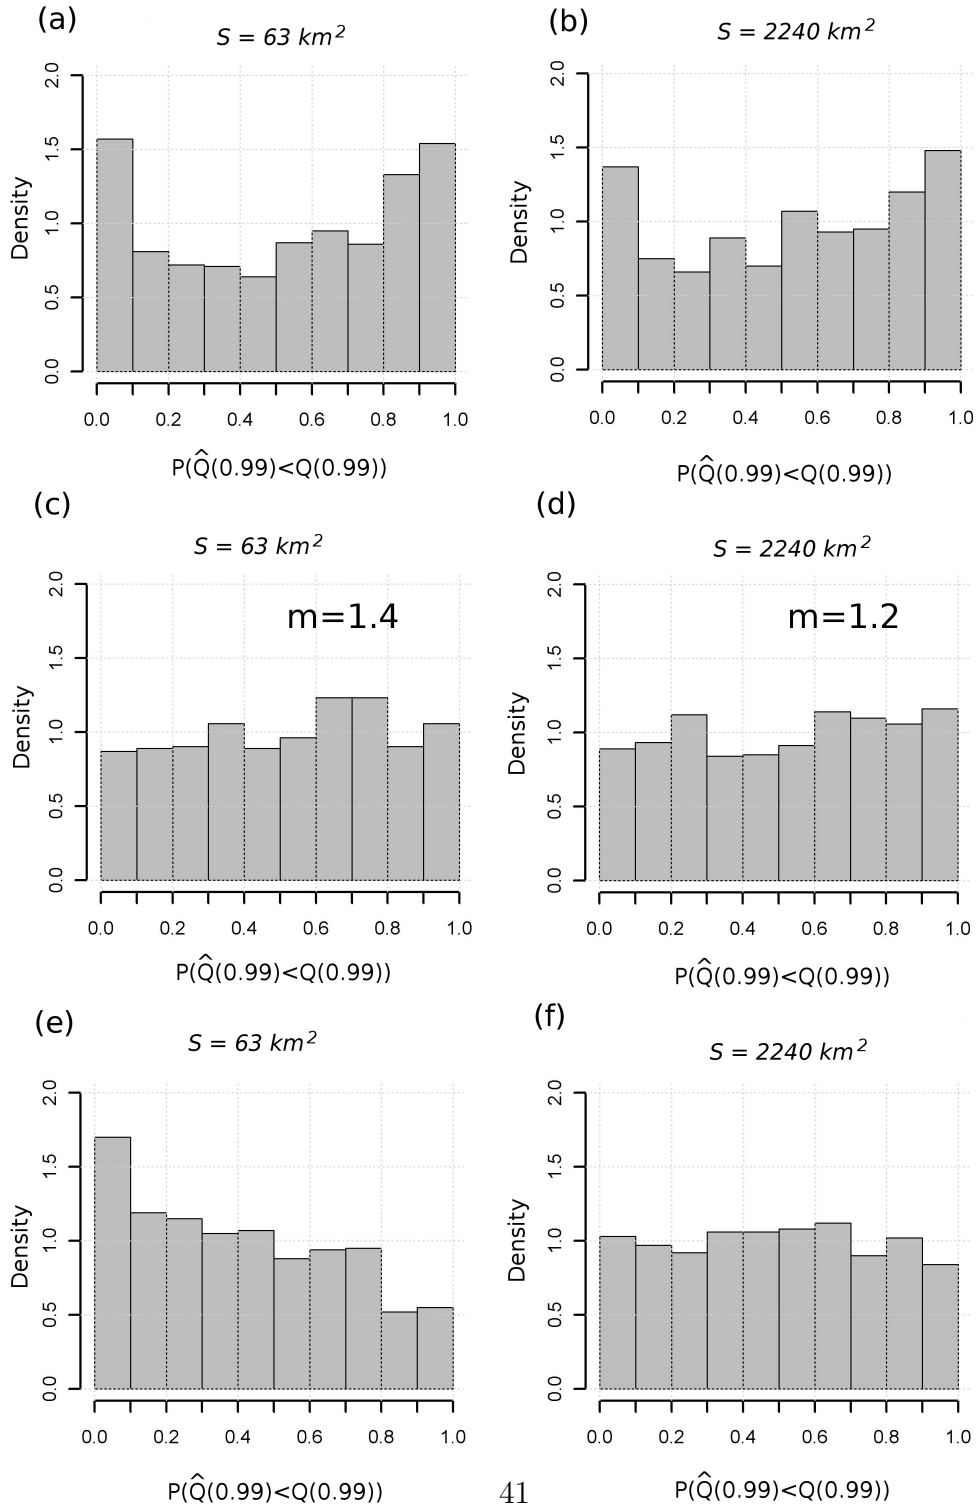 (a)
S = 63 km²
Density
2.0
1.5
1.0
0.5
0.0
0.0 0.2 0.4 0.6 0.8 1.0
P(Q̂(0.99)<Q(0.99))
(b)
S = 2240 km²
Density
2.0
1.5
1.0
0.5
0.0
0.0 0.2 0.4 0.6 0.8 1.0
P(Q̂(0.99)<Q(0.99))
(c)
S = 63 km²
m=1.4
Density
2.0
1.5
1.0
0.5
0.0
0.0 0.2 0.4 0.6 0.8 1.0
P(Q̂(0.99)<Q(0.99))
(d)
S = 2240 km²
m=1.2
Density
2.0
1.5
1.0
0.5
0.0
0.0 0.2 0.4 0.6 0.8 1.0
P(Q̂(0.99)<Q(0.99))
(e)
S = 63 km²
Density
2.0
1.5
1.0
0.5
0.0
0.0 0.2 0.4 0.6 0.8 1.0
P(Q̂(0.99)<Q(0.99))
(f)
S = 2240 km²
Density
2.0
1.5
1.0
0.5
0.0
0.0 0.2 0.4 0.6 0.8 1.0
P(Q̂(0.99)<Q(0.99))
41